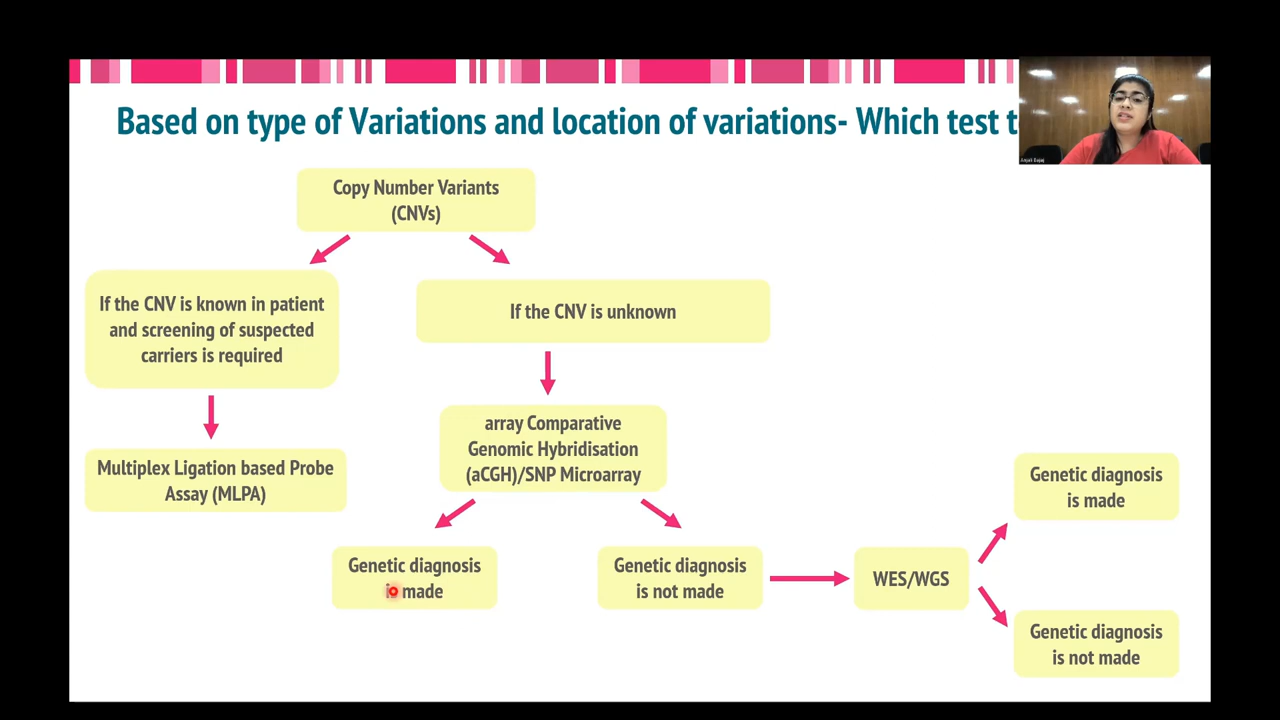 Based on type of Variations and location of variations- Which test t
Anjali Bajaj
Copy Number Variants
(CNVs)
If the CNV is known in patient
and screening of suspected
carriers is required
If the CNV is unknown
Multiplex Ligation based Probe
Assay (MLPA)
array Comparative
Genomic Hybridisation
(aCGH)/SNP Microarray
Genetic diagnosis
is made
Genetic diagnosis
is not made
WES/WGS
Genetic diagnosis
is made
Genetic diagnosis
is not made